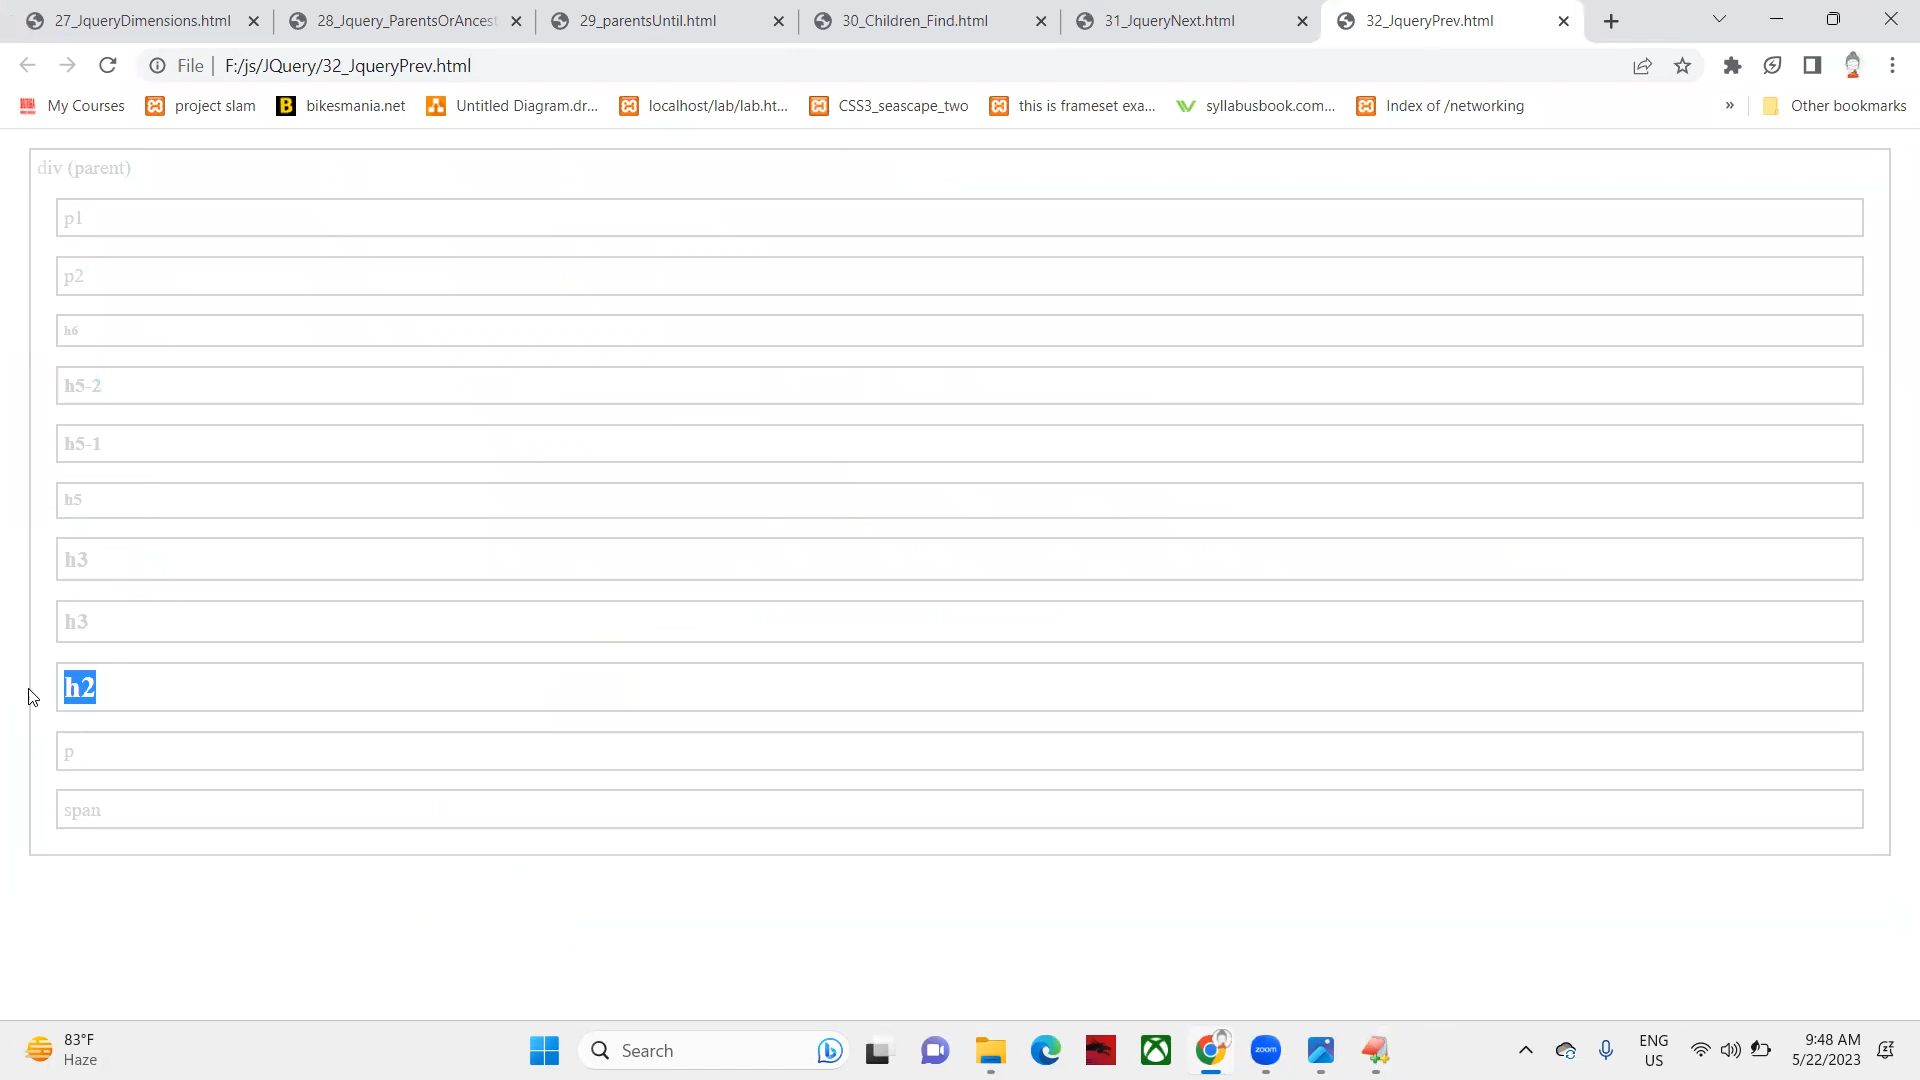 27_JqueryDimensions.html
28_Jquery_ParentsOrAncest
29_parentsUntil.html
30_Children_Find.html
31_JqueryNext.html
32_JqueryPrev.html
File | F:/js/JQuery/32_JqueryPrev.html
My Courses
project slam
B bikesmania.net
Untitled Diagram.dr...
localhost/lab/lab.ht...
CSS3_seascape_two
this is frameset exa...
syllabusbook.com...
Index of /networking
»
Other bookmarks
div (parent)
p1
p2
h6
h5-2
h5-1
h5
h3
h3
h2
p
span
83°F
Haze
Search
zoom
ENG
US
9:48 AM
5/22/2023